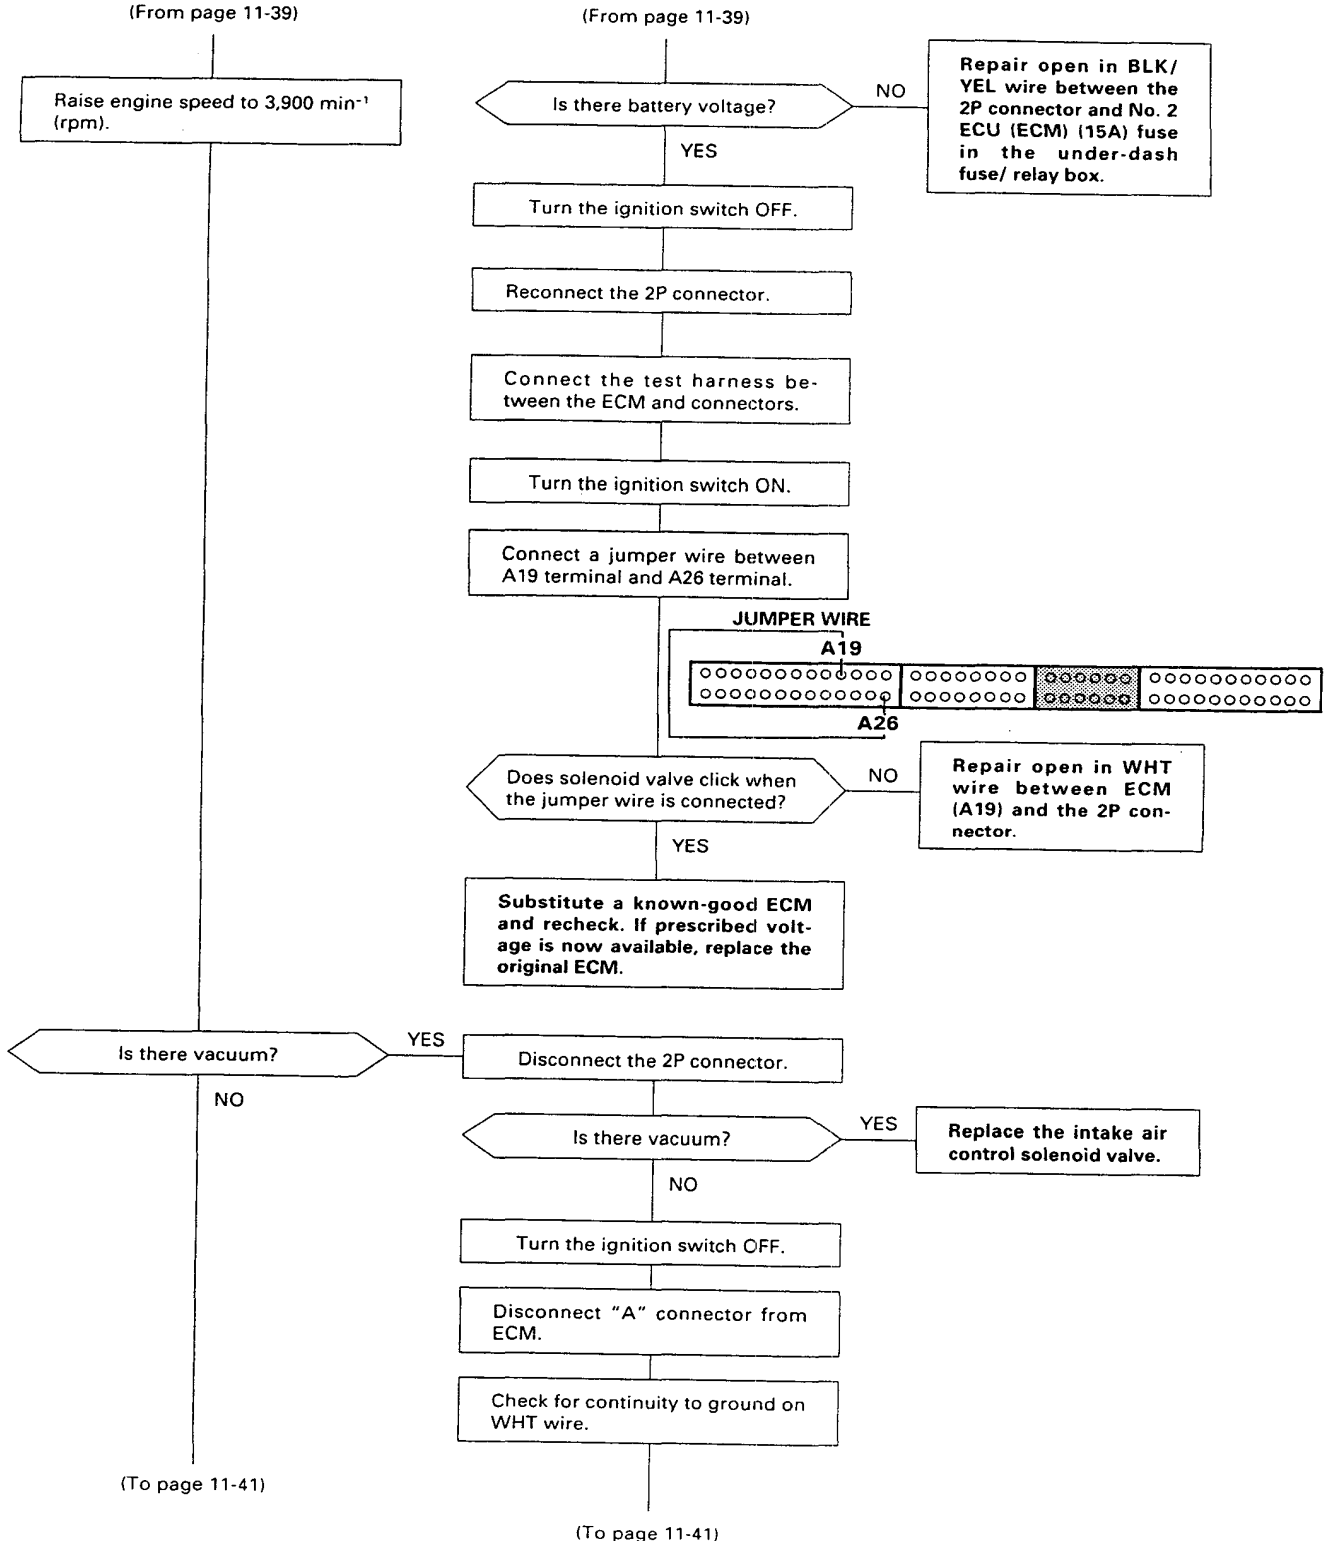 (From page 11-39)
(From page 11-39)
Raise engine speed to 3,900 min⁻¹
(rpm).
Is there battery voltage?
NO
Repair open in BLK/
YEL wire between the
2P connector and No. 2
ECU (ECM) (15A) fuse
in the under-dash
fuse/ relay box.
YES
Turn the ignition switch OFF.
Reconnect the 2P connector.
Connect the test harness be-
tween the ECM and connectors.
Turn the ignition switch ON.
Connect a jumper wire between
A19 terminal and A26 terminal.
JUMPER WIRE
A19
A26
Does solenoid valve click when
the jumper wire is connected?
NO
Repair open in WHT
wire between ECM
(A19) and the 2P con-
nector.
YES
Substitute a known-good ECM
and recheck. If prescribed volt-
age is now available, replace the
original ECM.
Is there vacuum?
YES
Disconnect the 2P connector.
NO
Is there vacuum?
YES
Replace the intake air
control solenoid valve.
NO
Turn the ignition switch OFF.
Disconnect "A" connector from
ECM.
Check for continuity to ground on
WHT wire.
(To page 11-41)
(To page 11-41)